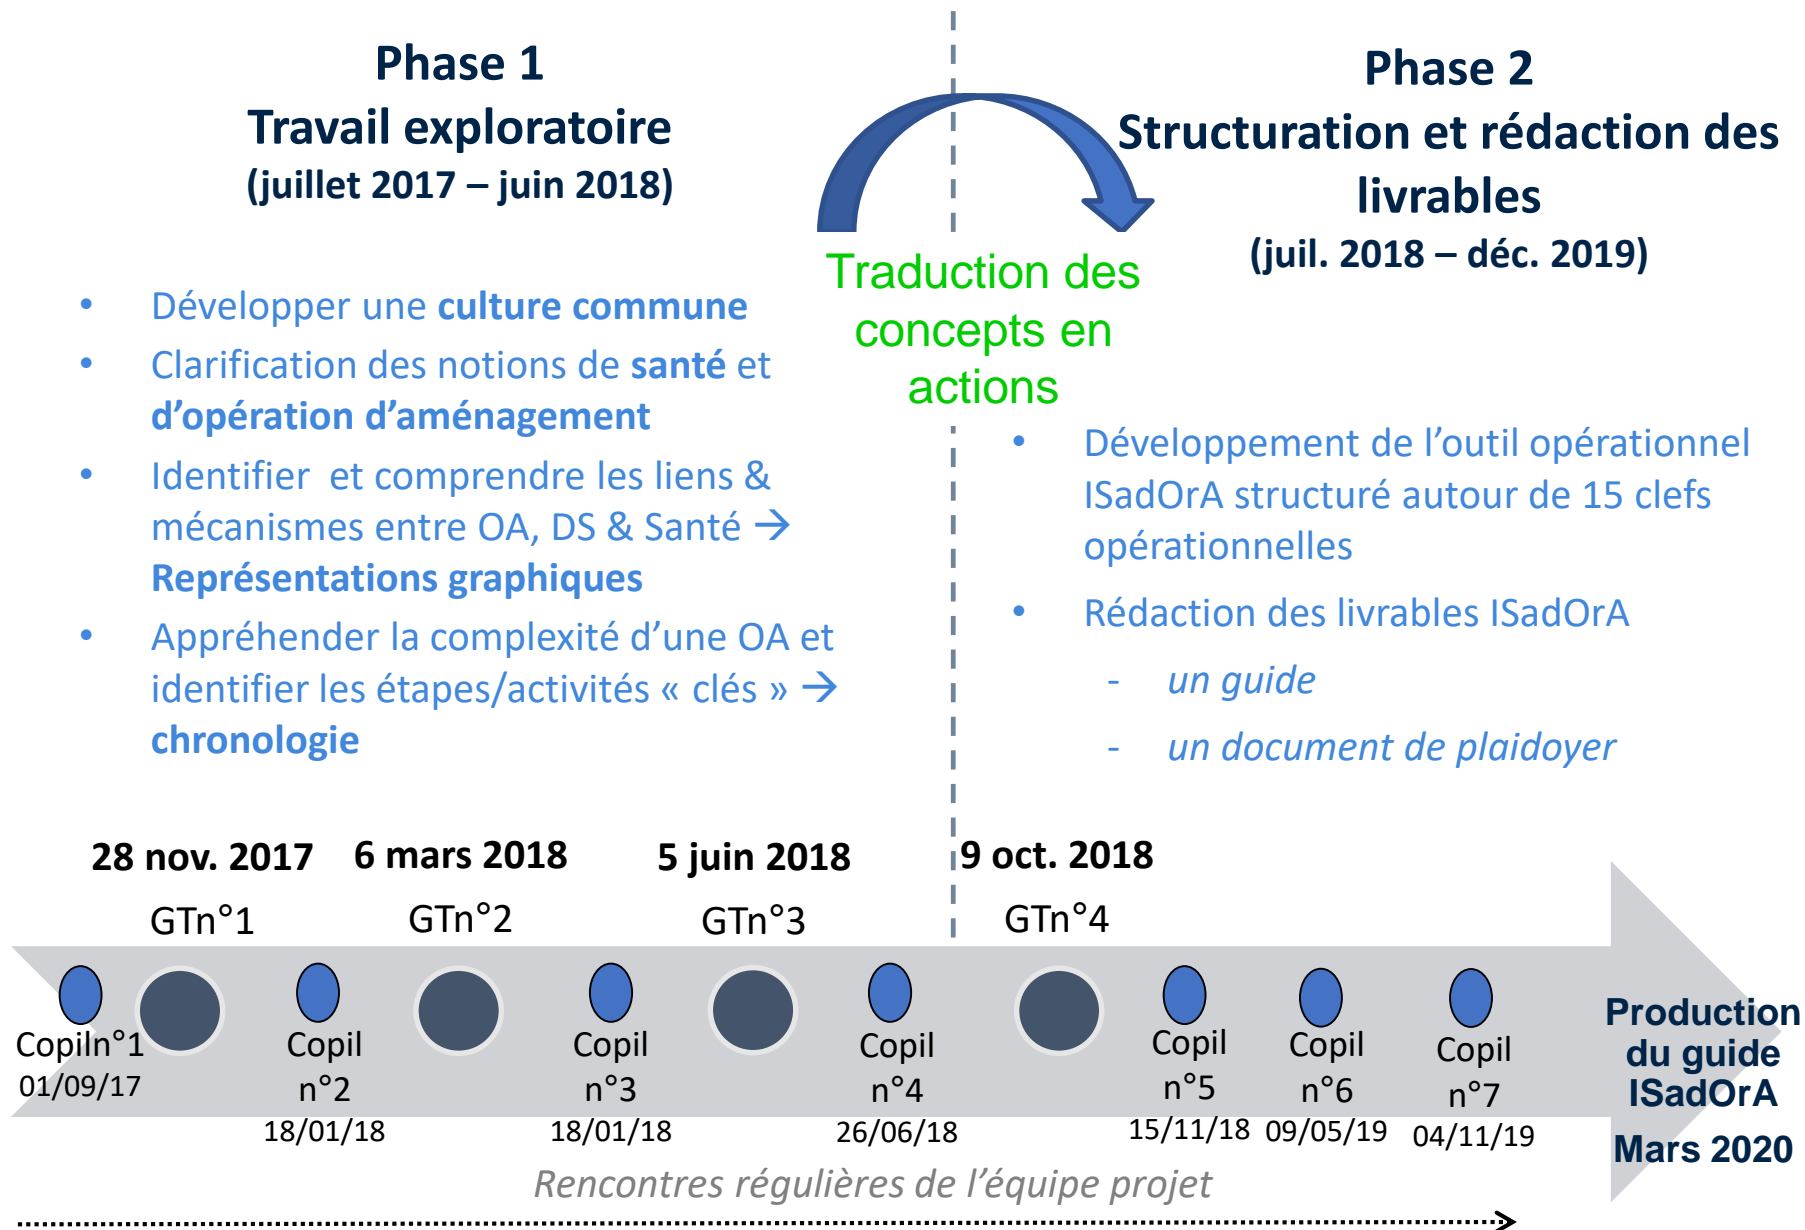 Phase 1
Travail exploratoire
(juillet 2017 – juin 2018)
• Développer une culture commune
• Clarification des notions de santé et
d’opération d’aménagement
• Identifier et comprendre les liens &
mécanismes entre OA, DS & Santé →
Représentations graphiques
• Appréhender la complexité d’une OA et
identifier les étapes/activités « clés » →
chronologie
Traduction des
concepts en
actions
Phase 2
Structuration et rédaction des
livrables
(juil. 2018 – déc. 2019)
• Développement de l’outil opérationnel
ISadOrA structuré autour de 15 clefs
opérationnelles
• Rédaction des livrables ISadOrA
- un guide
- un document de plaidoyer
28 nov. 2017
GTn°1
6 mars 2018
GTn°2
5 juin 2018
GTn°3
9 oct. 2018
GTn°4
Copiln°1
01/09/17
Copil
n°2
18/01/18
Copil
n°3
18/01/18
Copil
n°4
26/06/18
Copil
n°5
15/11/18
Copil
n°6
09/05/19
Copil
n°7
04/11/19
Production
du guide
ISadOrA
Mars 2020
Rencontres régulières de l’équipe projet